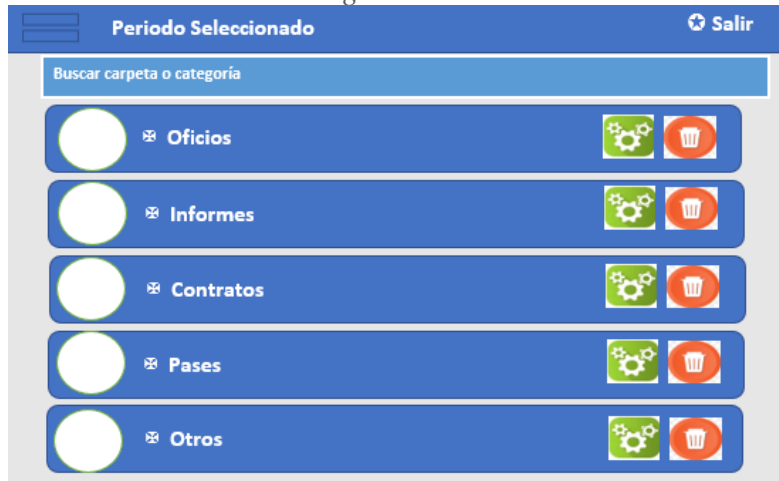 Periodo Seleccionado
✪ Salir
Buscar carpeta o categoría
✠ Oficios
✠ Informes
✠ Contratos
✠ Pases
✠ Otros